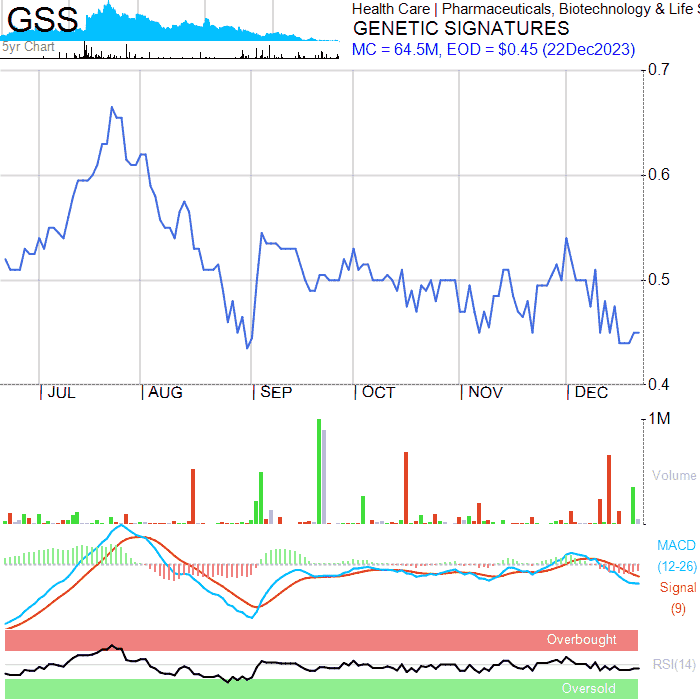 GSS
5yr Chart
Health Care | Pharmaceuticals, Biotechnology & Life S
GENETIC SIGNATURES
MC = 64.5M, EOD = $0.45 (22Dec2023)
0.7
0.6
0.5
0.4
JUL AUG SEP OCT NOV DEC
1M
Volume
MACD
(12-26)
Signal
(9)
Overbought
RSI(14)
Oversold